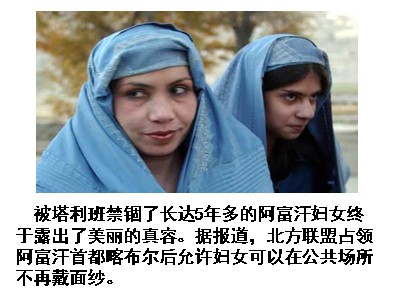 被塔利班禁锢了长达5年多的阿富汗妇女终
于露出了美丽的真容。据报道，北方联盟占领
阿富汗首都喀布尔后允许妇女可以在公共场所
不再戴面纱。